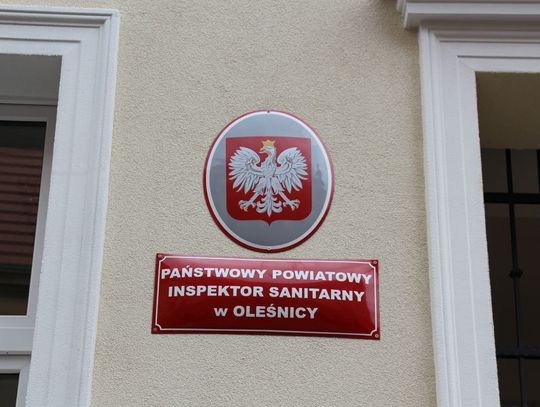 PAŃSTWOWY POWIATOWY
INSPEKTOR SANITARNY
w OLEŚNICY